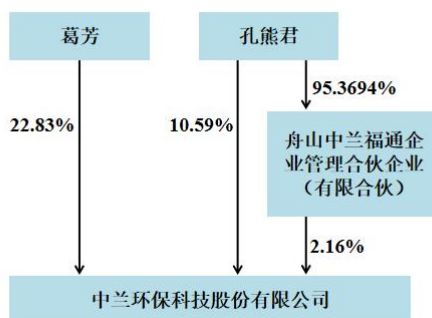 葛芳
孔熊君
95.3694%
22.83%
10.59%
舟山中兰福通企
业管理合伙企业
（有限合伙）
2.16%
中兰环保科技股份有限公司